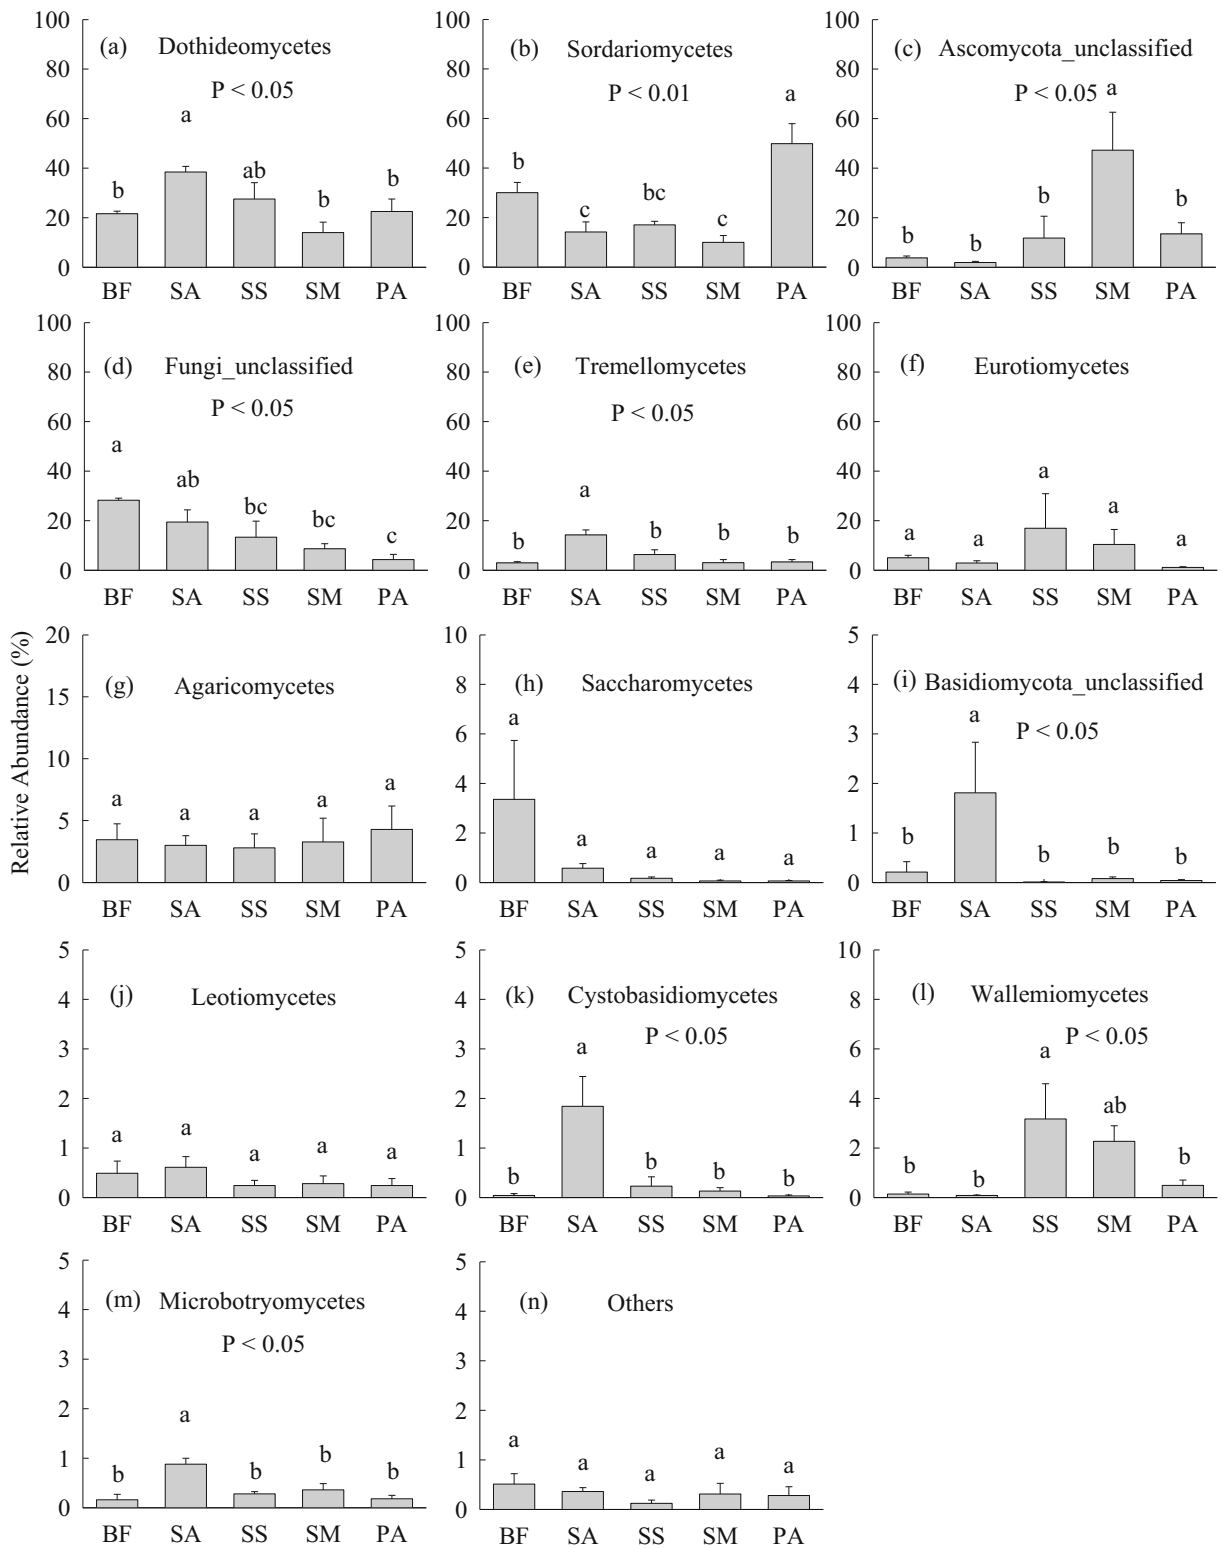 Relative Abundance (%)
(a) Dothideomycetes
P < 0.05
100
80
60
40
20
0
b a ab b b
BF SA SS SM PA
(b) Sordariomycetes
P < 0.01
100
80
60
40
20
0
b c bc c a
BF SA SS SM PA
(c) Ascomycota_unclassified
P < 0.05
100
80
60
40
20
0
b b b a b
BF SA SS SM PA
(d) Fungi_unclassified
P < 0.05
100
80
60
40
20
0
a ab bc bc c
BF SA SS SM PA
(e) Tremellomycetes
P < 0.05
100
80
60
40
20
0
b a b b b
BF SA SS SM PA
(f) Eurotiomycetes
100
80
60
40
20
0
a a a a a
BF SA SS SM PA
(g) Agaricomycetes
20
15
10
5
0
a a a a a
BF SA SS SM PA
(h) Saccharomycetes
10
8
6
4
2
0
a a a a a
BF SA SS SM PA
(i) Basidiomycota_unclassified
P < 0.05
5
4
3
2
1
0
b a b b b
BF SA SS SM PA
(j) Leotiomycetes
5
4
3
2
1
0
a a a a a
BF SA SS SM PA
(k) Cystobasidiomycetes
P < 0.05
5
4
3
2
1
0
b a b b b
BF SA SS SM PA
(l) Wallemiomycetes
P < 0.05
10
8
6
4
2
0
b b a ab b
BF SA SS SM PA
(m) Microbotryomycetes
P < 0.05
5
4
3
2
1
0
b a b b b
BF SA SS SM PA
(n) Others
5
4
3
2
1
0
a a a a a
BF SA SS SM PA